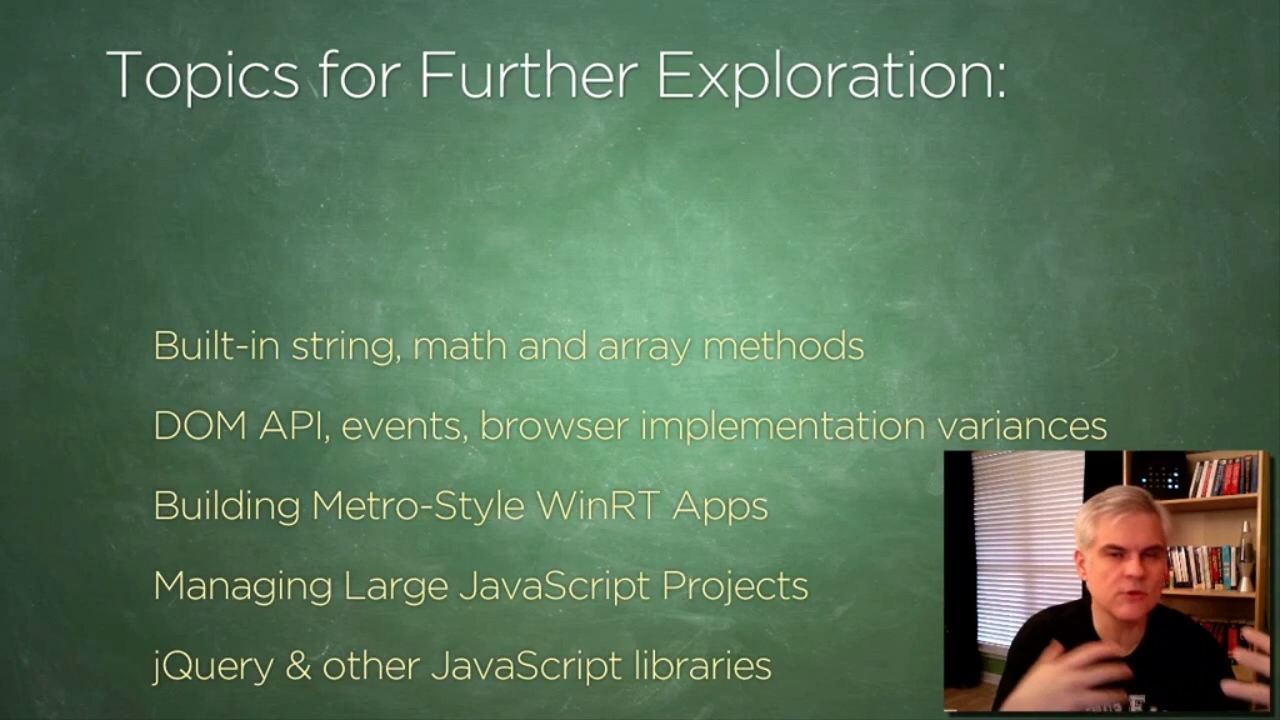 Topics for Further Exploration:
Built-in string, math and array methods
DOM API, events, browser implementation variances
Building Metro-Style WinRT Apps
Managing Large JavaScript Projects
jQuery & other JavaScript libraries